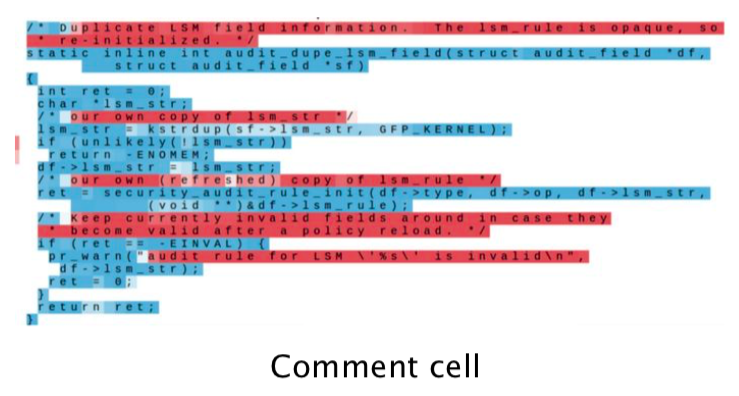 /* Duplicate LSM field information. The lsm_rule is opaque, so
* re-initialized. */
static inline int audit_dupe_lsm_field(struct audit_field *df,
struct audit_field *sf)
{
int ret = 0;
char *lsm_str;
/* our own copy of lsm_str */
lsm_str = kstrdup(sf->lsm_str, GFP_KERNEL);
if (unlikely(!lsm_str))
return -ENOMEM;
df->lsm_str = lsm_str;
/* our own (refreshed) copy of lsm_rule */
ret = security_audit_rule_init(df->type, df->op, df->lsm_str,
(void **)&df->lsm_rule);
/* Keep currently invalid fields around in case they
* become valid after a policy reload. */
if (ret == -EINVAL) {
pr_warn("audit rule for LSM \'%s\' is invalid\n",
df->lsm_str);
ret = 0;
}
return ret;
}
Comment cell